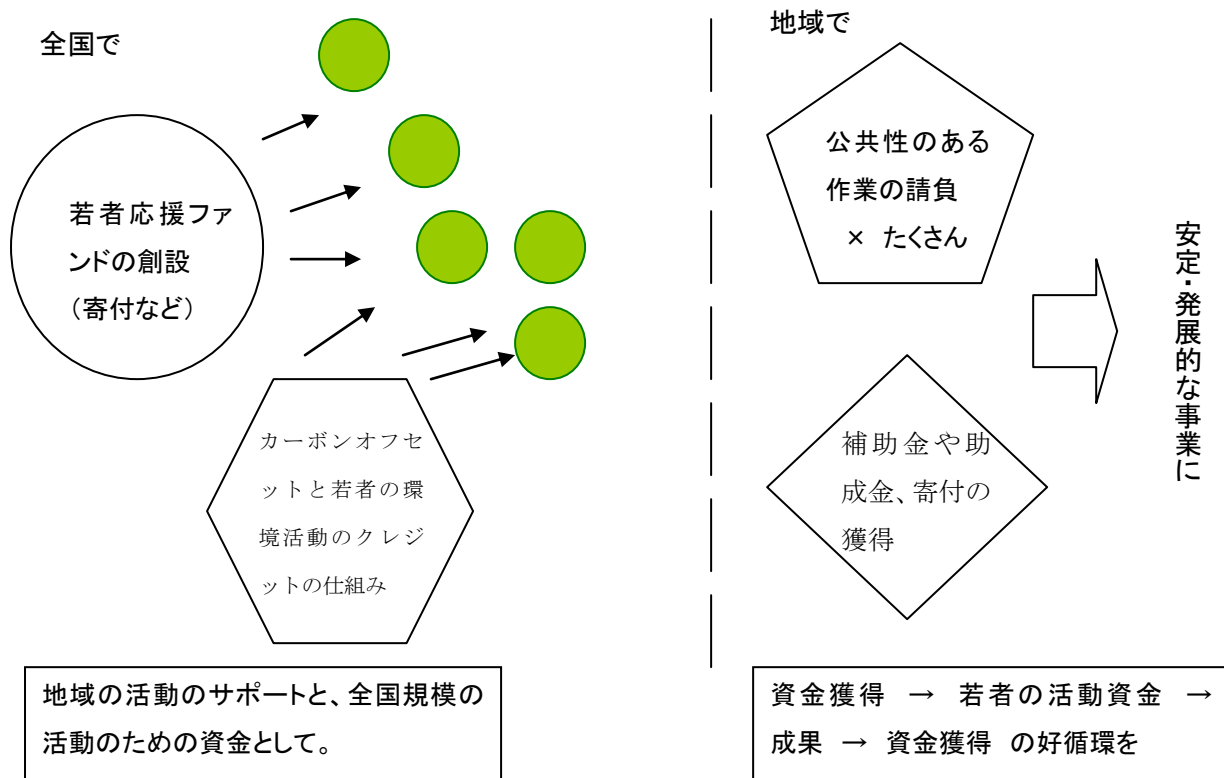 全国で
若者応援ファ
ンドの創設
（寄付など）
カーボンオフセ
ットと若者の環
境活動のクレジ
ットの仕組み
地域の活動のサポートと、全国規模の
活動のための資金として。
地域で
公共性のある
作業の請負
× たくさん
補助金や助
成金、寄付の
獲得
安定・発展的な事業に
資金獲得 → 若者の活動資金 →
成果 → 資金獲得 の好循環を